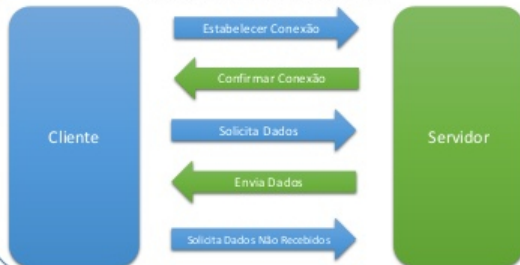 Estabelecer Conexão
Confirmar Conexão
Cliente
Solicita Dados
Servidor
Envia Dados
Solicita Dados Não Recebidos